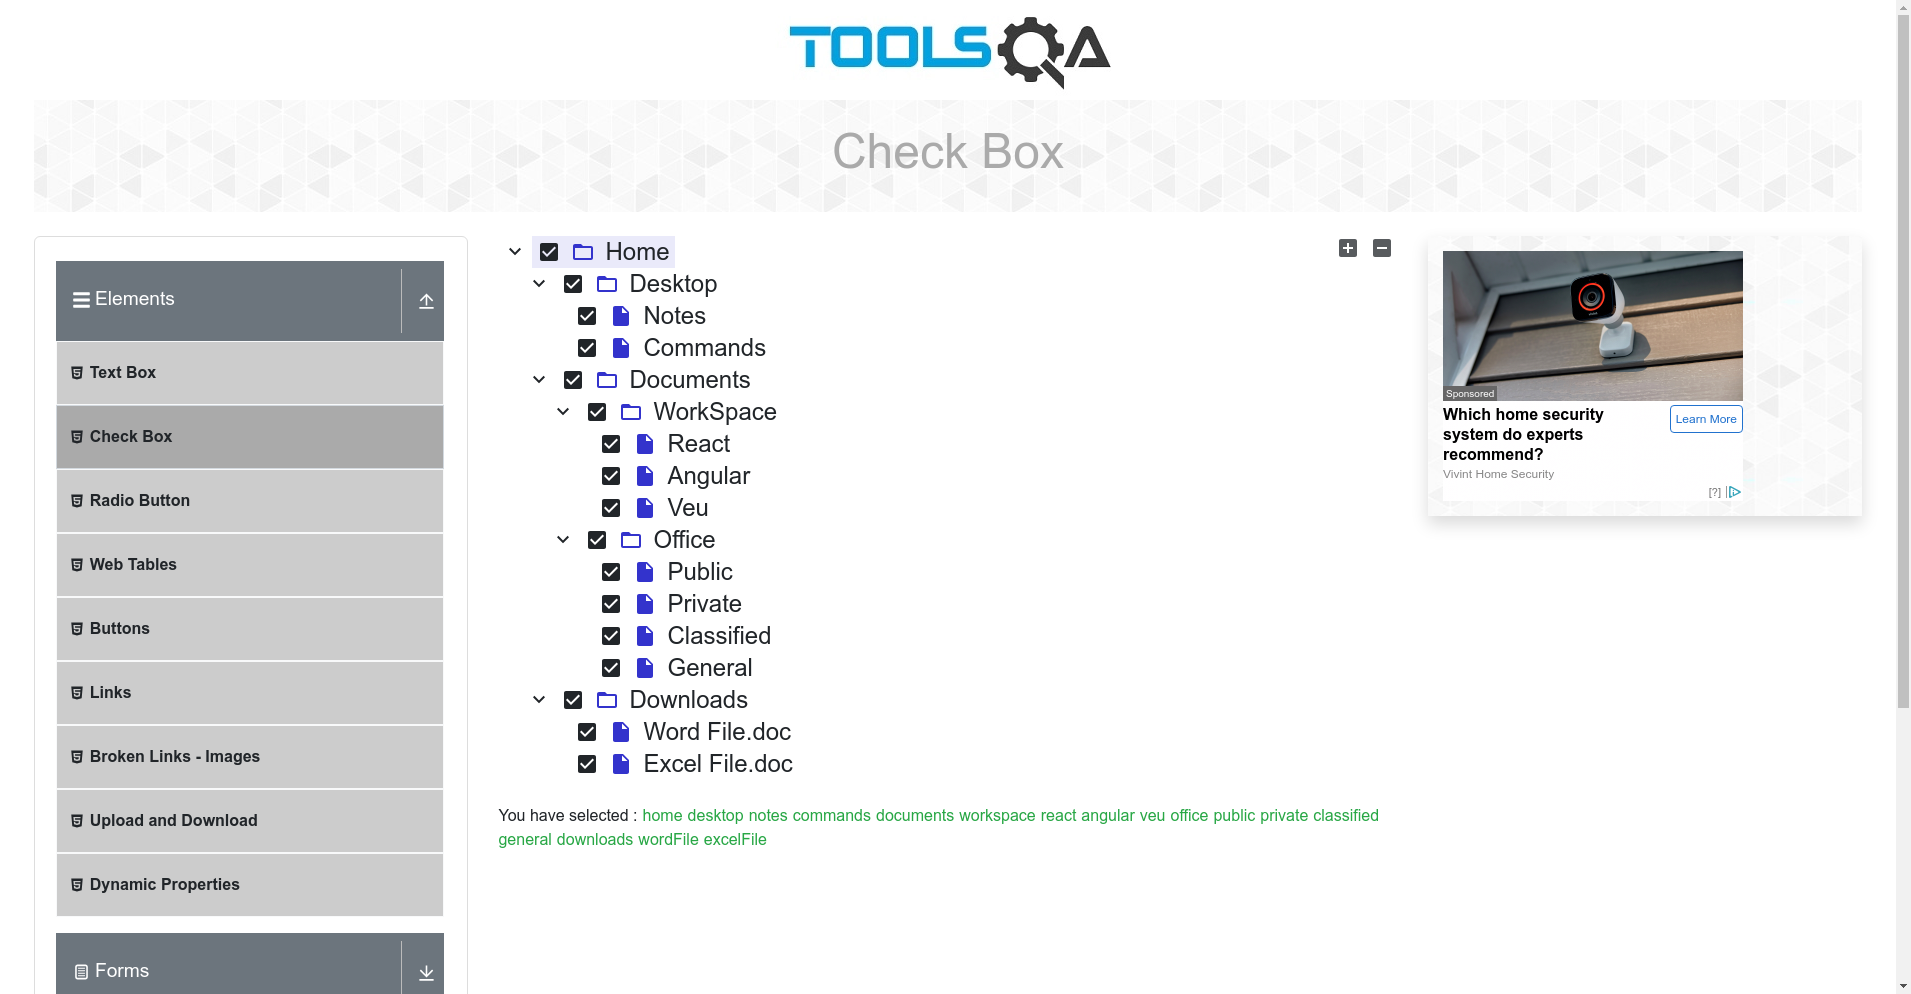 TOOLSQA
Check Box
Elements
Text Box
Check Box
Radio Button
Web Tables
Buttons
Links
Broken Links - Images
Upload and Download
Dynamic Properties
Forms
Home
Desktop
Notes
Commands
Documents
WorkSpace
React
Angular
Veu
Office
Public
Private
Classified
General
Downloads
Word File.doc
Excel File.doc
You have selected : home desktop notes commands documents workspace react angular veu office public private classified
general downloads wordFile excelFile
Sponsored
Which home security
system do experts
recommend?
Learn More
Vivint Home Security
[?]